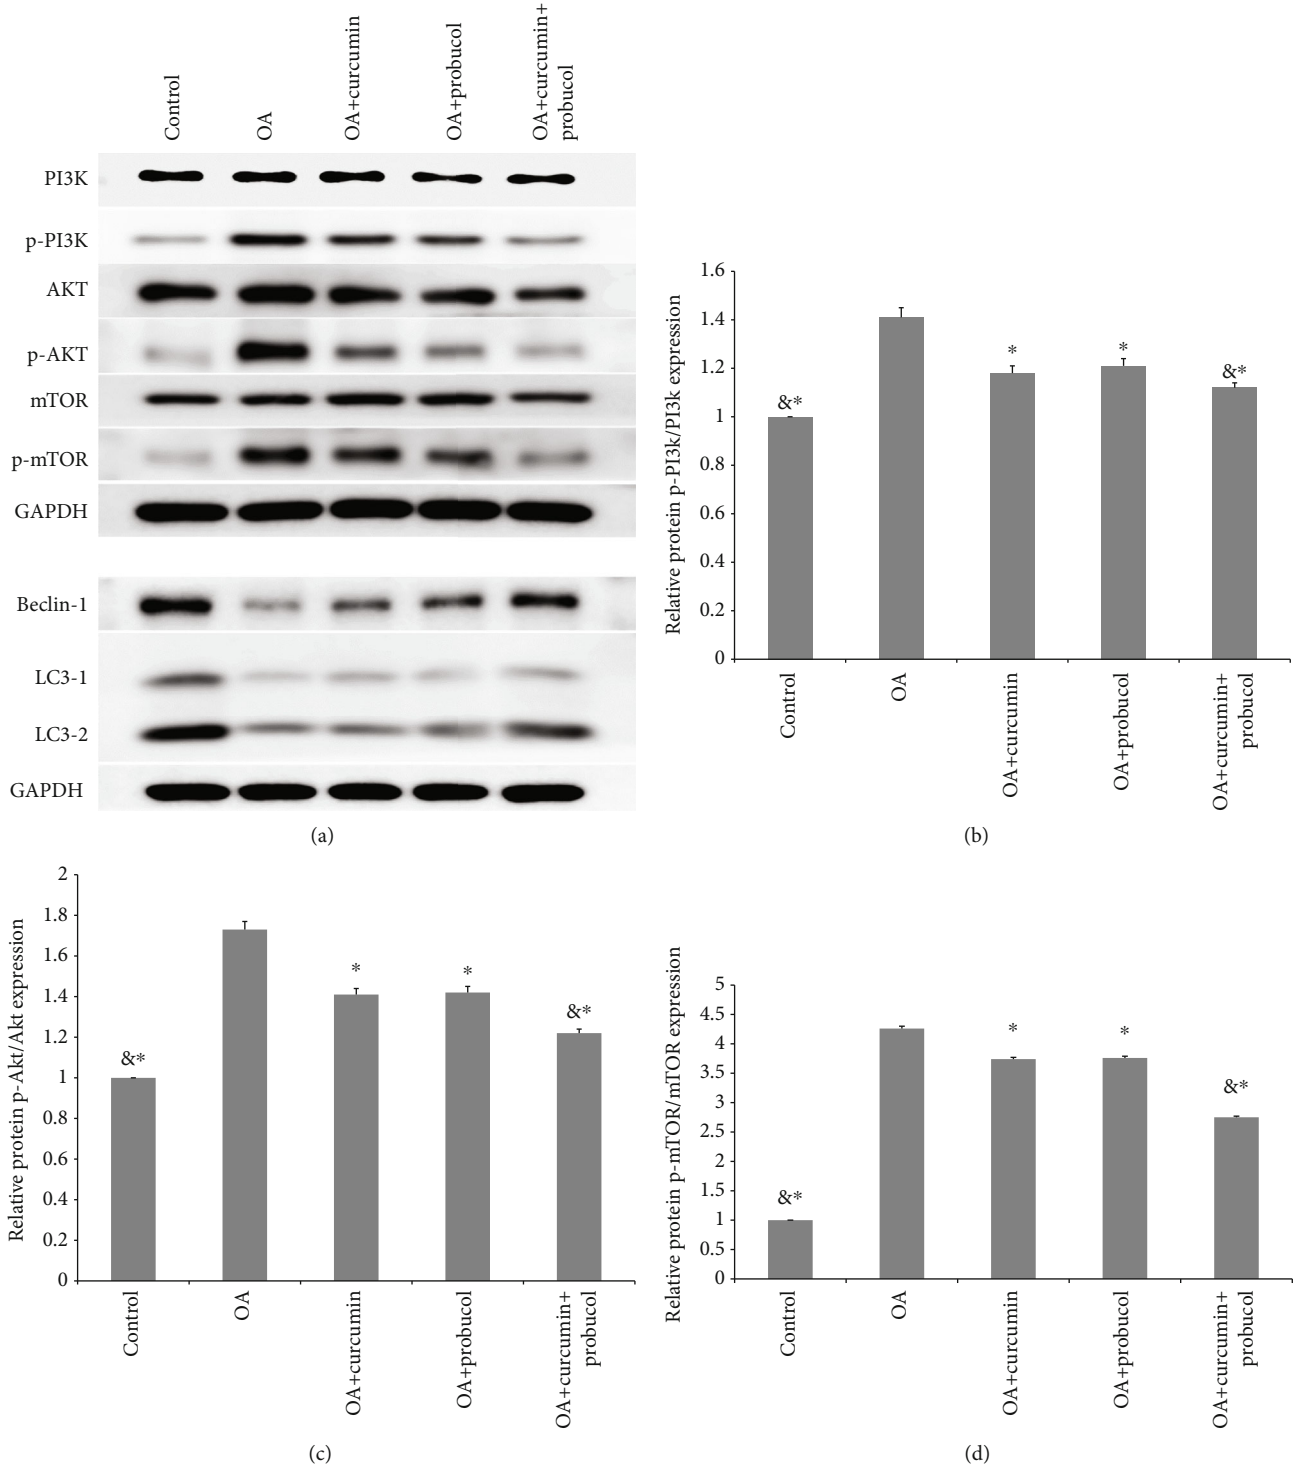 Control
OA
OA+curcumin
OA+probucol
OA+curcumin+
probucol
PI3K
p-PI3K
AKT
p-AKT
mTOR
p-mTOR
GAPDH
Beclin-1
LC3-1
LC3-2
GAPDH
(a)
Relative protein p-PI3k/PI3k expression
1.6
1.4
1.2
1
0.8
0.6
0.4
0.2
0
&*
*
*
&*
Control
OA
OA+curcumin
OA+probucol
OA+curcumin+
probucol
(b)
Relative protein p-Akt/Akt expression
2
1.8
1.6
1.4
1.2
1
0.8
0.6
0.4
0.2
0
&*
*
*
&*
Control
OA
OA+curcumin
OA+probucol
OA+curcumin+
probucol
(c)
Relative protein p-mTOR/mTOR expression
5
4.5
4
3.5
3
2.5
2
1.5
1
0.5
0
&*
*
*
&*
Control
OA
OA+curcumin
OA+probucol
OA+curcumin+
probucol
(d)